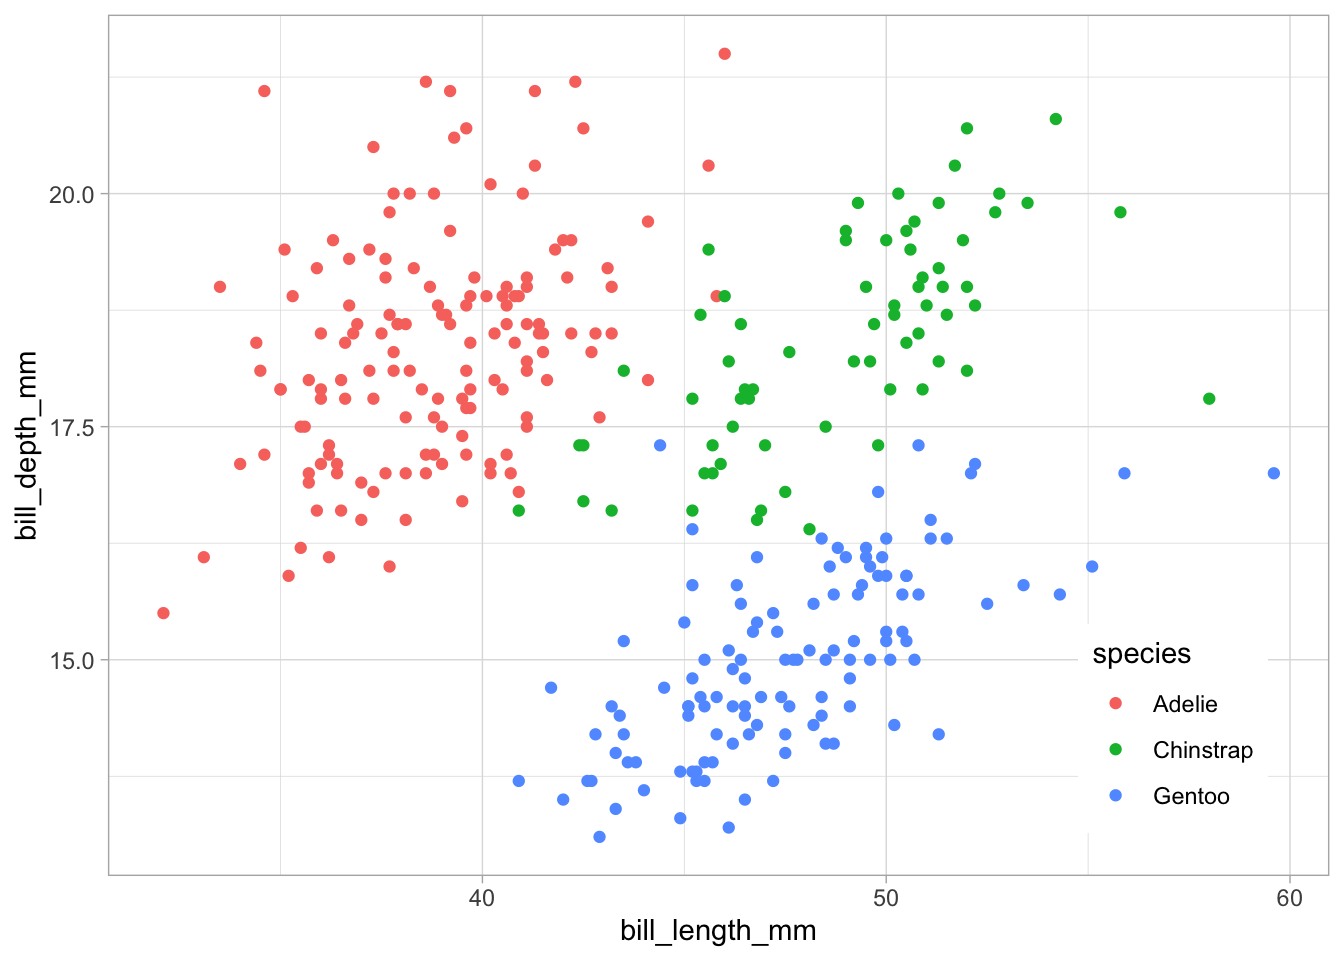 bill_depth_mm
20.0
17.5
15.0
40
50
60
bill_length_mm
species
Adelie
Chinstrap
Gentoo